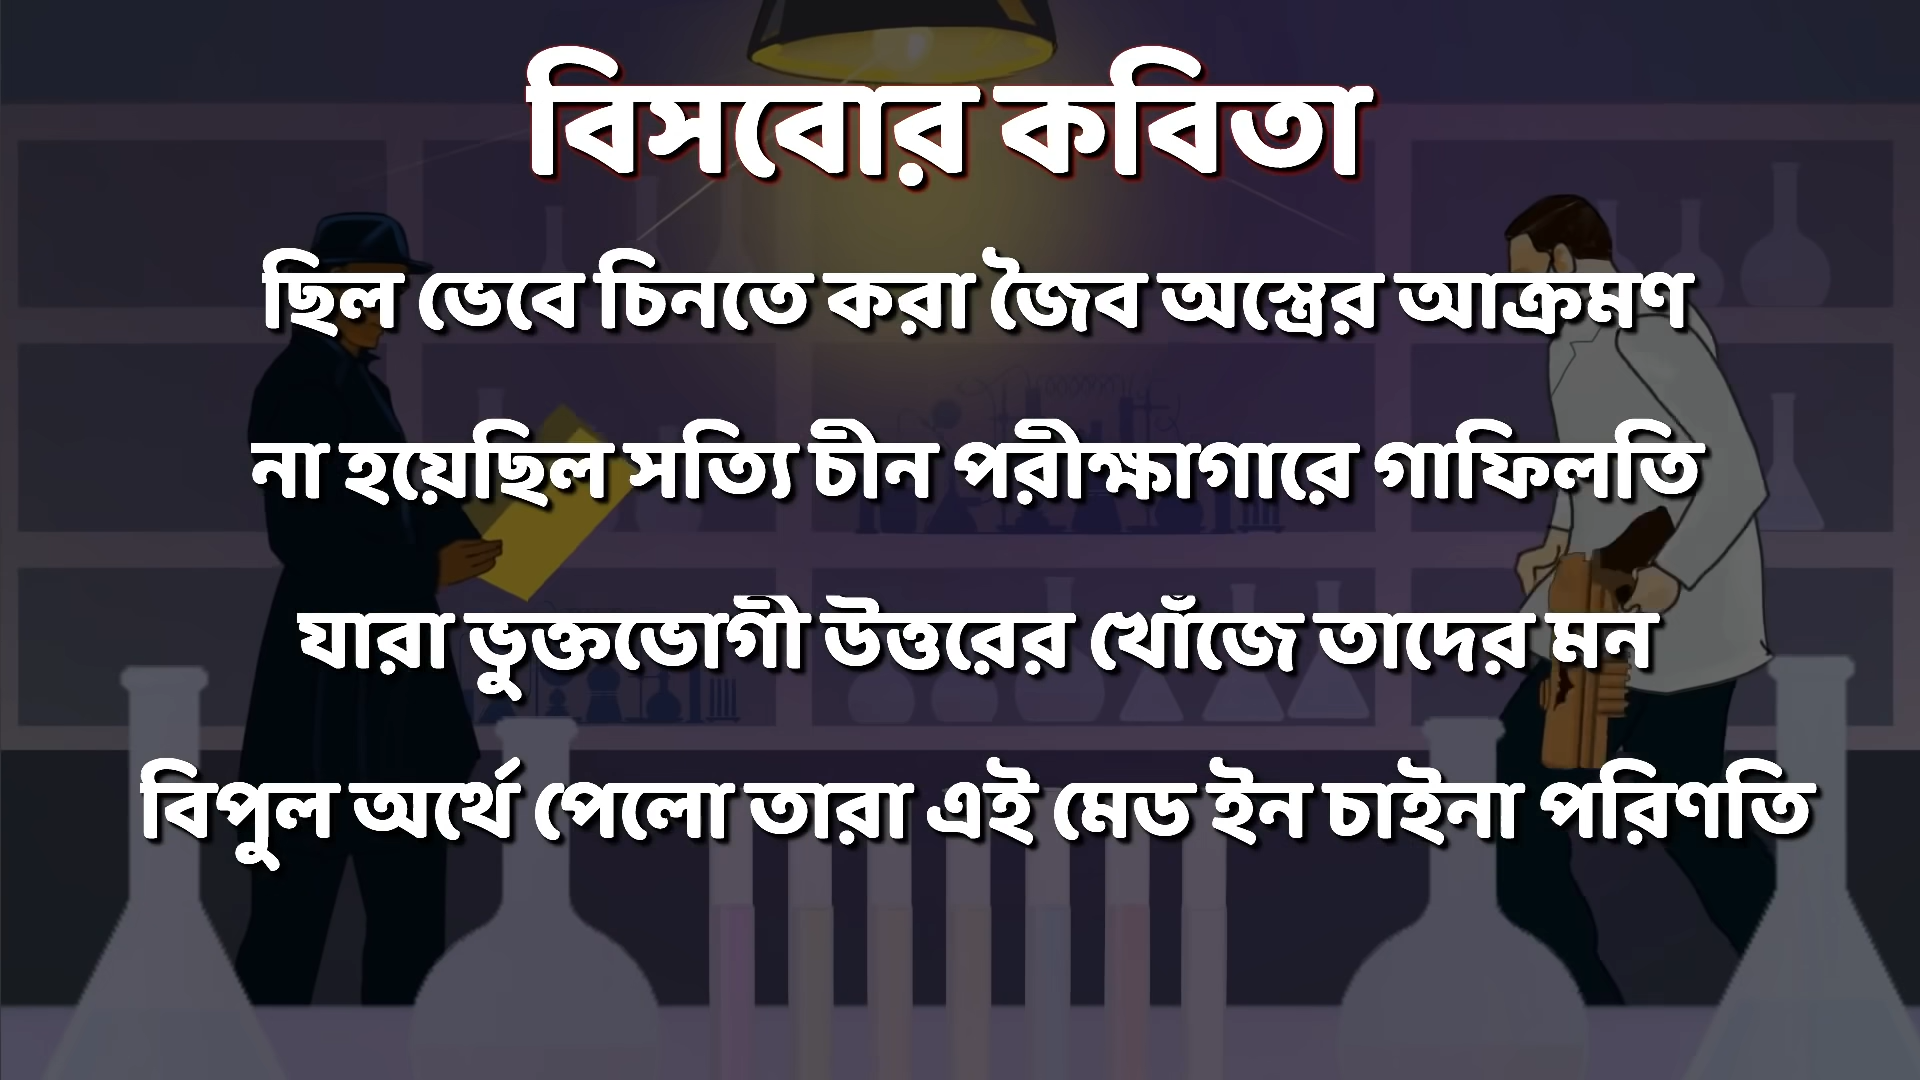 বিসবোর কবিতা
ছিল ভেবে চিনতে করা জৈব অস্ত্রের আক্রমণ
না হয়েছিল সত্যি চীন পরীক্ষাগারে গাফিলতি
যারা ভুক্তভোগী উত্তরের খোঁজে তাদের মন
বিপুল অর্থে পেলো তারা এই মেড ইন চাইনা পরিণতি